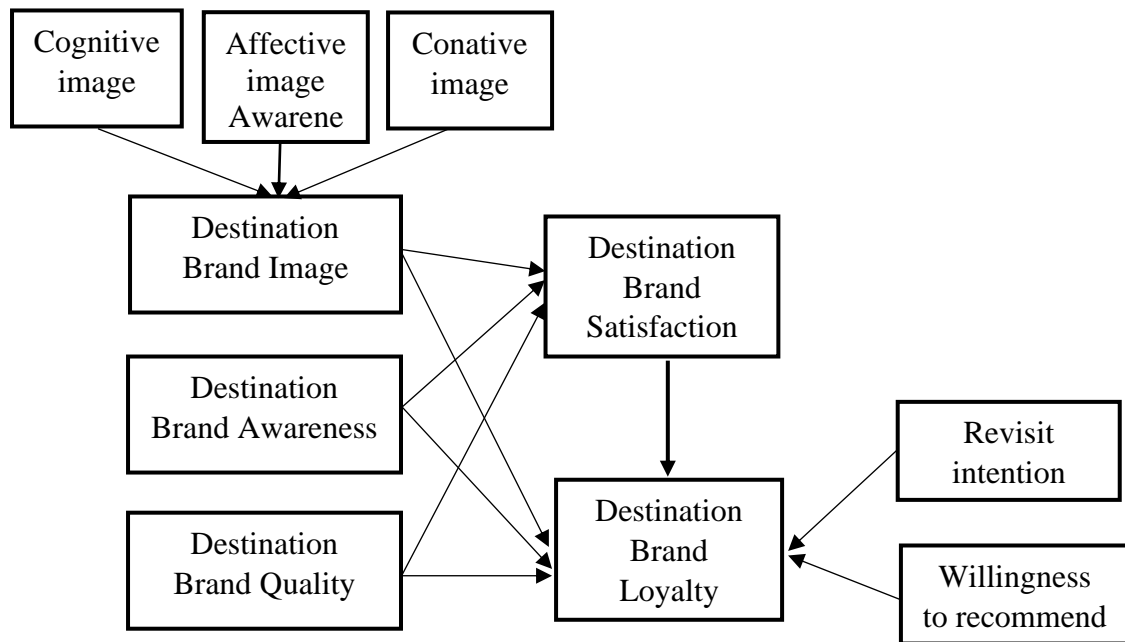 Cognitive
image
Affective
image
Awarene
Conative
image
Destination
Brand Image
Destination
Brand
Satisfaction
Destination
Brand Awareness
Revisit
intention
Destination
Brand Quality
Destination
Brand
Loyalty
Willingness
to recommend